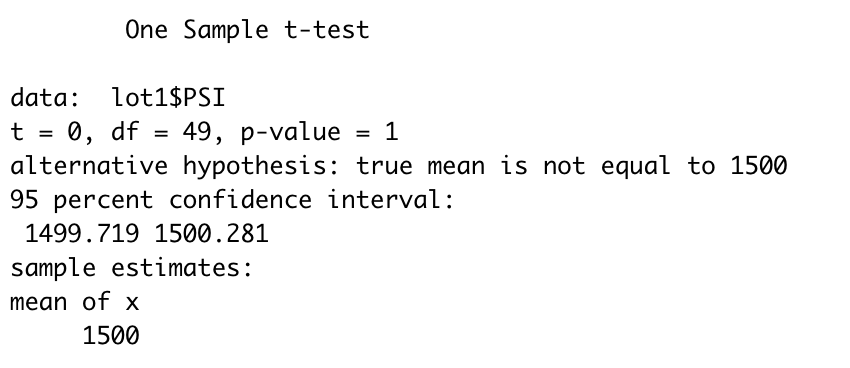 One Sample t-test
data:  lot1$PSI
t = 0, df = 49, p-value = 1
alternative hypothesis: true mean is not equal to 1500
95 percent confidence interval:
1499.719 1500.281
sample estimates:
mean of x
1500